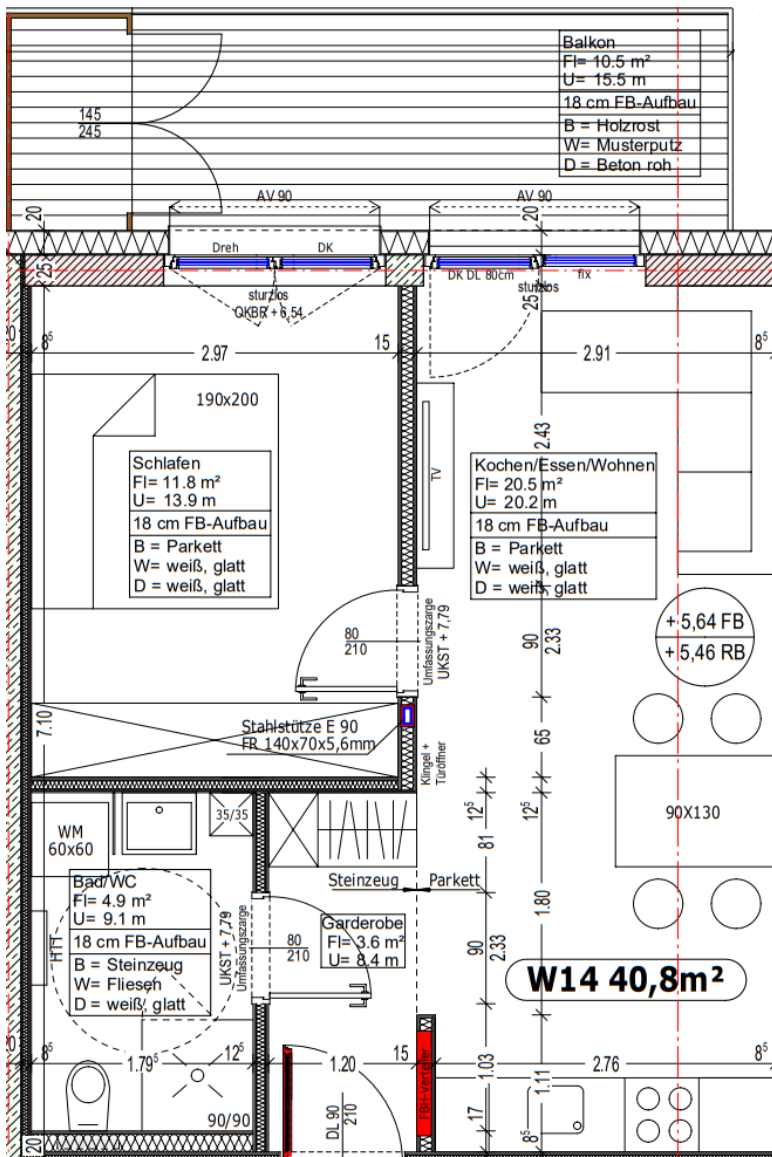 Balkon
Fl= 10.5 m²
U= 15.5 m
18 cm FB-Aufbau
B = Holzrost
W= Musterputz
D = Beton roh
145
245
AV 90
AV 90
20
20
Dreh
DK
DK DL 80cm
fix
sturzlos
QKBR + 6,54
sturzlos
25
25
8⁵
2.97
15
2.91
8⁵
190x200
Schlafen
Fl= 11.8 m²
U= 13.9 m
18 cm FB-Aufbau
B = Parkett
W= weiß, glatt
D = weiß, glatt
TV
2.43
Kochen/Essen/Wohnen
Fl= 20.5 m²
U= 20.2 m
18 cm FB-Aufbau
B = Parkett
W= weiß, glatt
D = weiß, glatt
80
210
Umfassungszarge
UKST + 7,79
90
2.33
+ 5,64 FB
+ 5,46 RB
7.10
Stahlstütze E 90
FR 140x70x5,6mm
Klingel +
Türöffner
65
WM
60x60
35/35
12⁵
12⁵
81
90X130
Steinzeug
Parkett
Bad/WC
Fl= 4.9 m²
U= 9.1 m
18 cm FB-Aufbau
B = Steinzeug
W= Fliesen
D = weiß, glatt
HTT
UKST + 7,79
Umfassungszarge
80
210
Garderobe
Fl= 3.6 m²
U= 8.4 m
1.80
90
2.33
W14 40,8m²
8⁵
1.79⁵
12⁵
1.20
15
2.76
8⁵
FBH-Verteiler
1.03
1.11
90/90
DL 90
210
17
8⁵
20